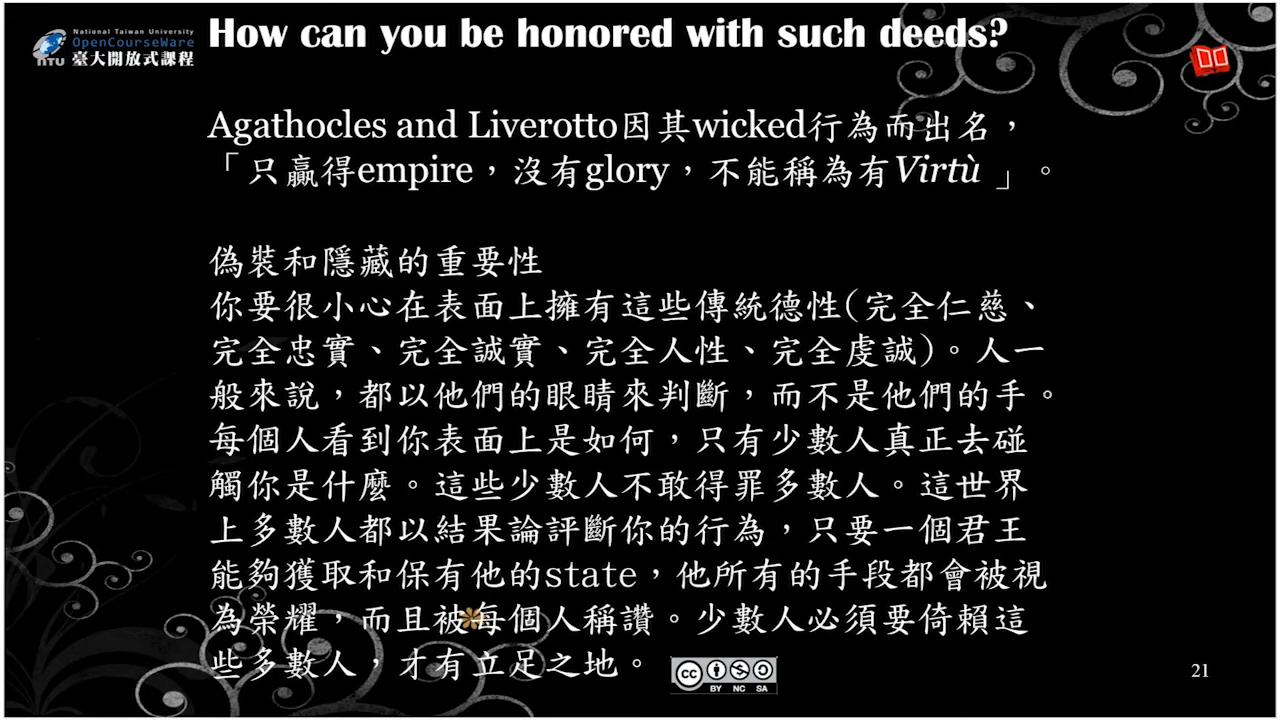 National Taiwan University
OpenCourseWare
NTU 臺大開放式課程
How can you be honored with such deeds?
Agathocles and Liverotto因其wicked行為而出名，
「只贏得empire，沒有glory，不能稱為有Virtù 」。
偽裝和隱藏的重要性
你要很小心在表面上擁有這些傳統德性(完全仁慈、
完全忠實、完全誠實、完全人性、完全虔誠)。人一
般來說，都以他們的眼睛來判斷，而不是他們的手。
每個人看到你表面上是如何，只有少數人真正去碰
觸你是什麼。這些少數人不敢得罪多數人。這世界
上多數人都以結果論評斷你的行為，只要一個君王
能夠獲取和保有他的state，他所有的手段都會被視
為榮耀，而且被每個人稱讚。少數人必須要倚賴這
些多數人，才有立足之地。
cc BY NC SA
21